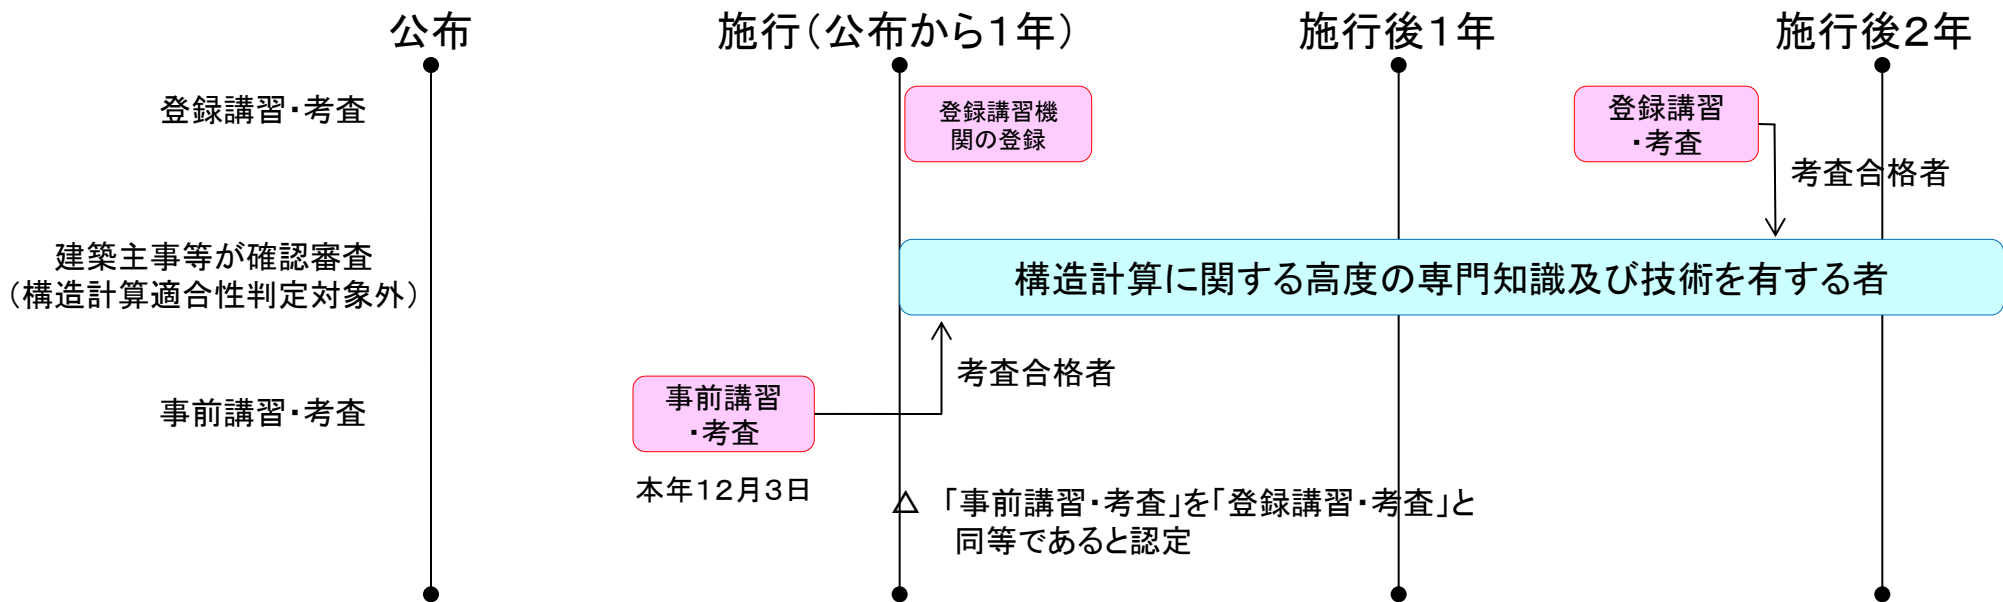 公布
施行（公布から１年）
施行後１年
施行後２年
登録講習・考査
登録講習機
関の登録
登録講習
・考査
考査合格者
建築主事等が確認審査
（構造計算適合性判定対象外）
構造計算に関する高度の専門知識及び技術を有する者
考査合格者
事前講習・考査
事前講習
・考査
本年１２月３日
△ 「事前講習・考査」を「登録講習・考査」と
同等であると認定